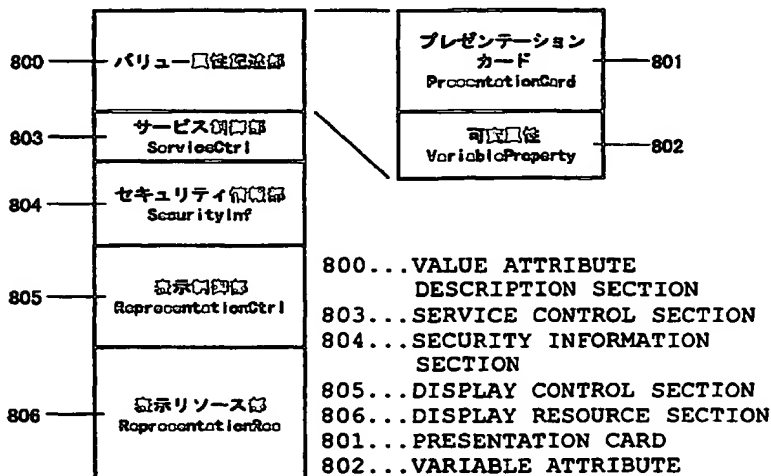 800
バリュー属性記述部
803
サービス制御部
ServiceCtrl
804
セキュリティ情報部
SecurityInf
805
表示制御部
RepresentationCtrl
806
表示リソース部
RepresentationRes
プレゼンテーション
カード
PresentationCard
801
可変属性
VariableProperty
802
800...VALUE ATTRIBUTE
DESCRIPTION SECTION
803...SERVICE CONTROL SECTION
804...SECURITY INFORMATION
SECTION
805...DISPLAY CONTROL SECTION
806...DISPLAY RESOURCE SECTION
801...PRESENTATION CARD
802...VARIABLE ATTRIBUTE